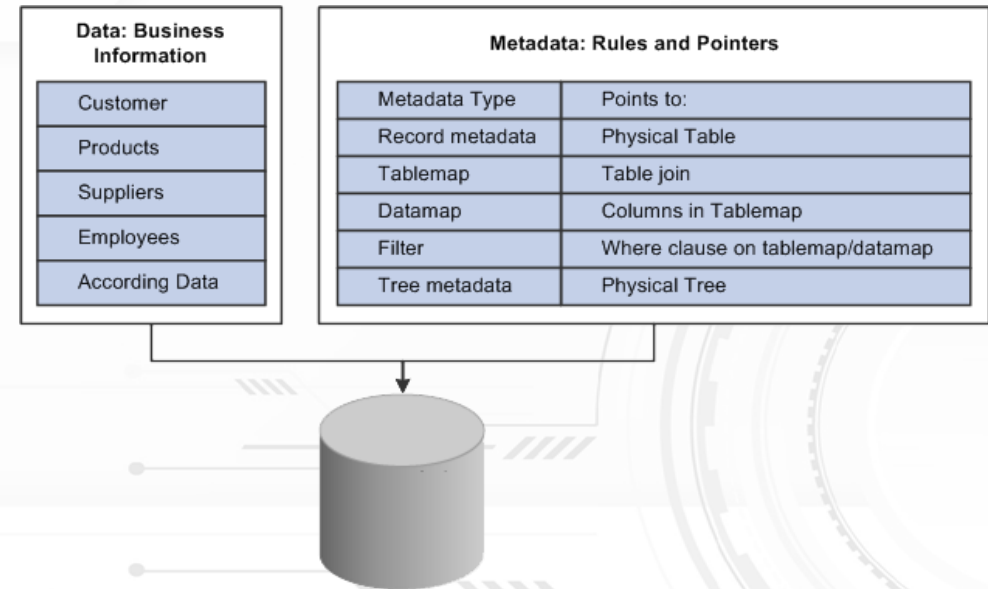 Data: Business
Information
Customer
Products
Suppliers
Employees
According Data
Metadata: Rules and Pointers
Metadata Type Points to:
Record metadata Physical Table
Tablemap Table join
Datamap Columns in Tablemap
Filter Where clause on tablemap/datamap
Tree metadata Physical Tree